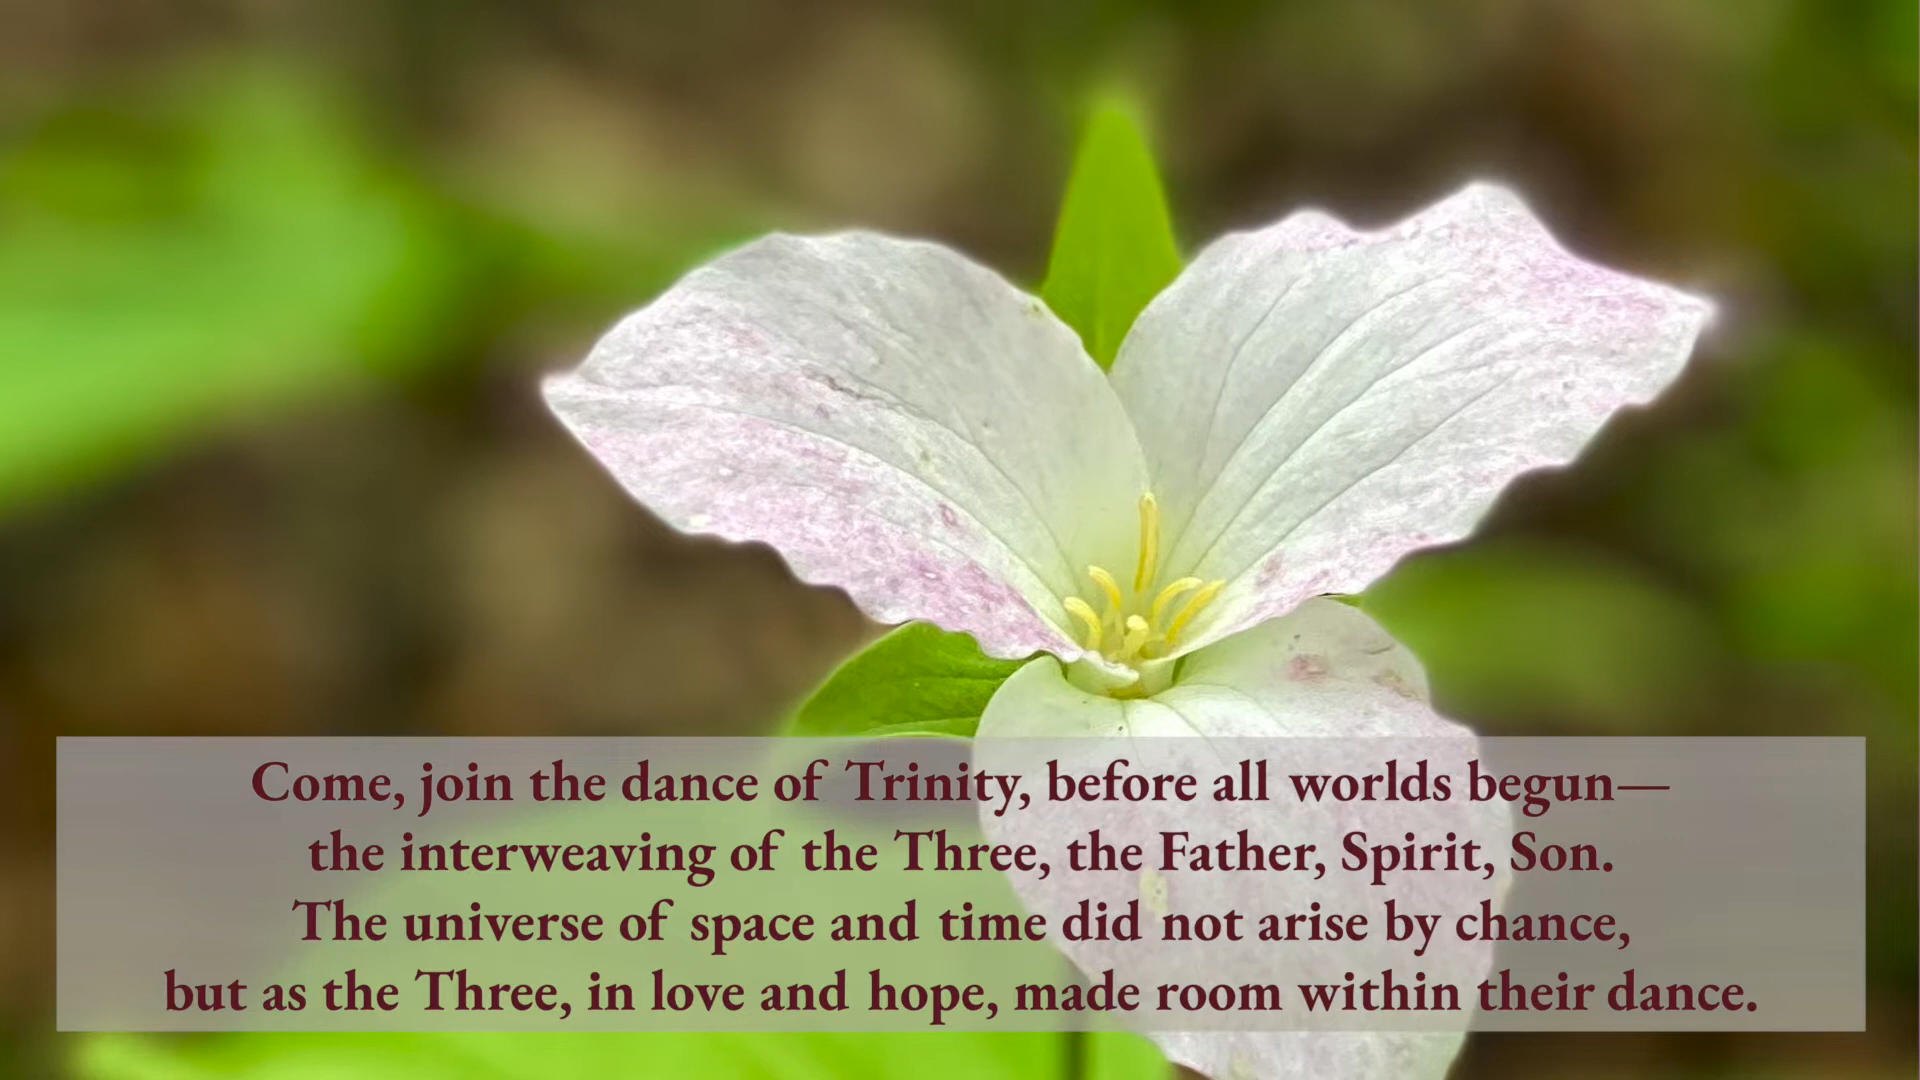 Come, join the dance of Trinity, before all worlds begun—
the interweaving of the Three, the Father, Spirit, Son.
The universe of space and time did not arise by chance,
but as the Three, in love and hope, made room within their dance.